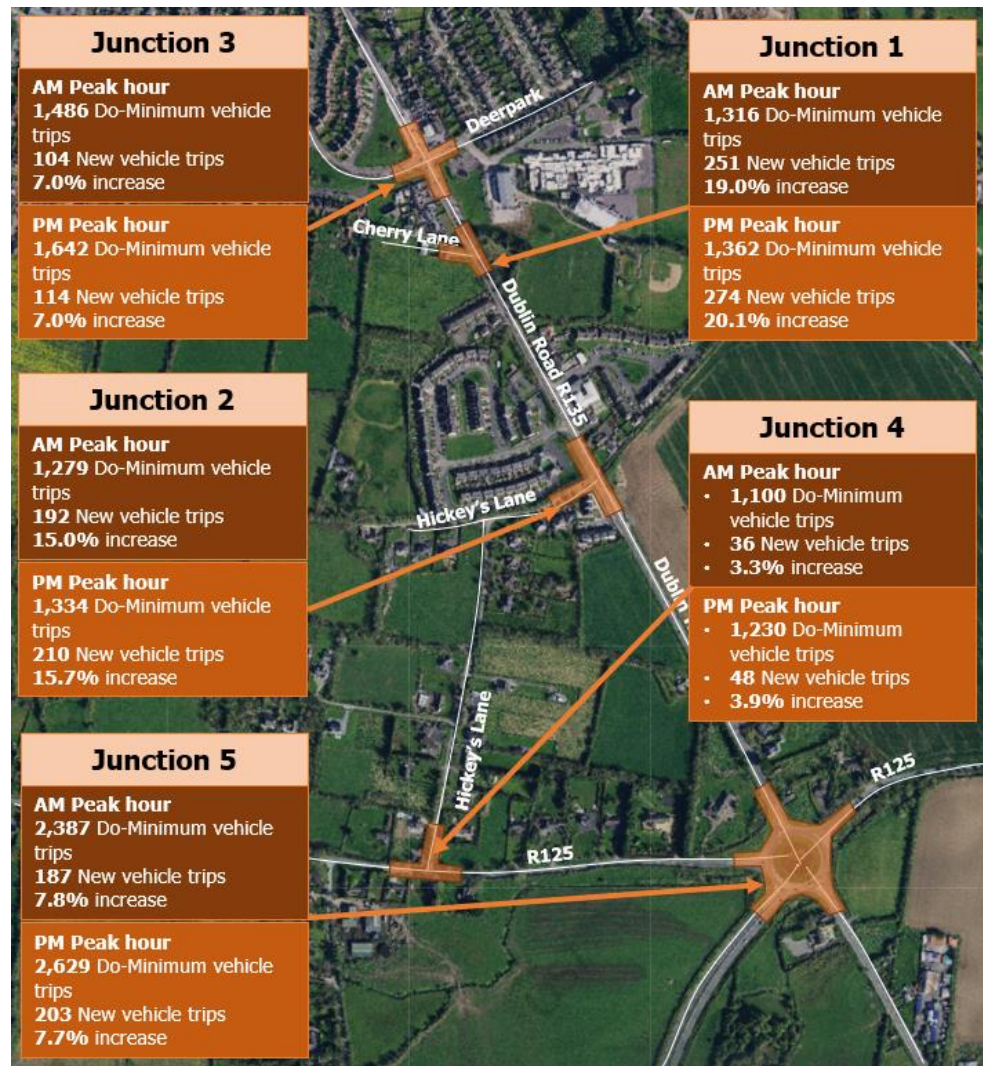 Junction 3
AM Peak hour
1,486 Do-Minimum vehicle
trips
104 New vehicle trips
7.0% increase
PM Peak hour
1,642 Do-Minimum vehicle
trips
114 New vehicle trips
7.0% increase
Junction 1
AM Peak hour
1,316 Do-Minimum vehicle
trips
251 New vehicle trips
19.0% increase
PM Peak hour
1,362 Do-Minimum vehicle
trips
274 New vehicle trips
20.1% increase
Deerpark
Cherry Lane
Dublin Road R135
Junction 2
AM Peak hour
1,279 Do-Minimum vehicle
trips
192 New vehicle trips
15.0% increase
PM Peak hour
1,334 Do-Minimum vehicle
trips
210 New vehicle trips
15.7% increase
Junction 4
AM Peak hour
• 1,100 Do-Minimum
vehicle trips
• 36 New vehicle trips
• 3.3% increase
PM Peak hour
• 1,230 Do-Minimum
vehicle trips
• 48 New vehicle trips
• 3.9% increase
Hickey's Lane
Dublin
Hickey's Lane
R125
R125
Junction 5
AM Peak hour
2,387 Do-Minimum vehicle
trips
187 New vehicle trips
7.8% increase
PM Peak hour
2,629 Do-Minimum vehicle
trips
203 New vehicle trips
7.7% increase